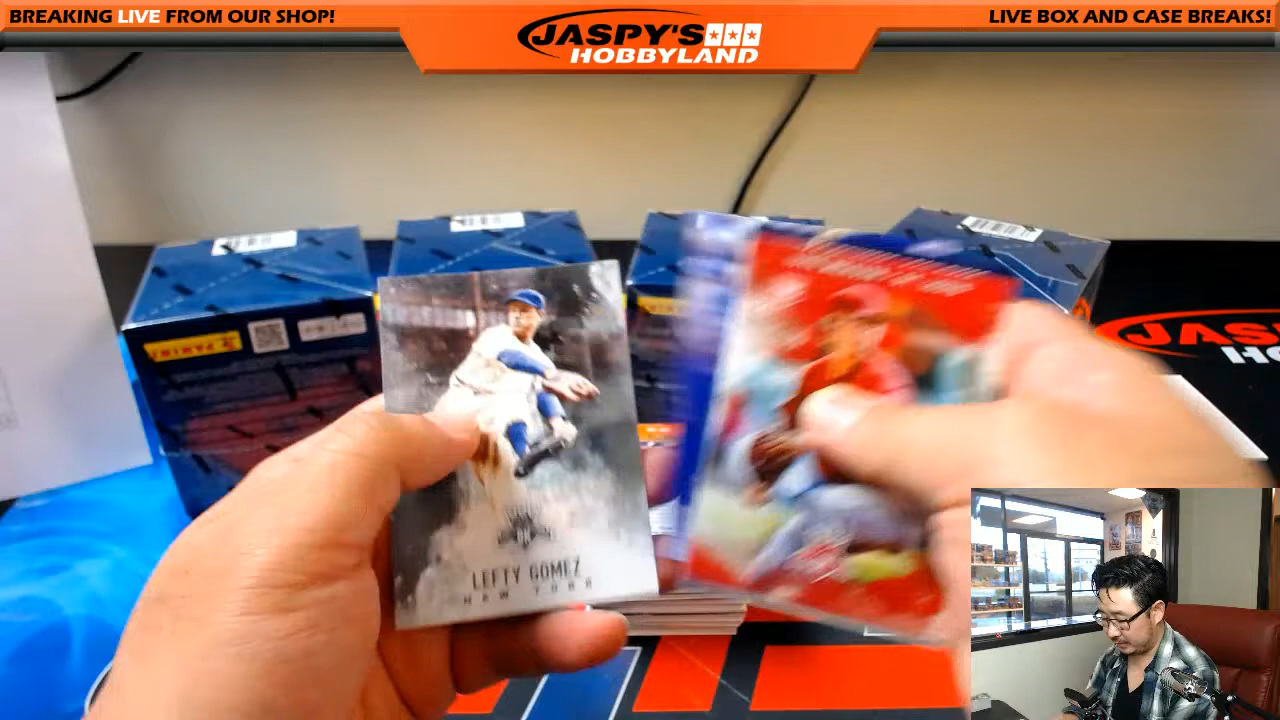 BREAKING LIVE FROM OUR SHOP!
JASPY'S
HOBBYLAND
LIVE BOX AND CASE BREAKS!
PANINI
JASPY
LEFTY GOMEZ
NEW YORK